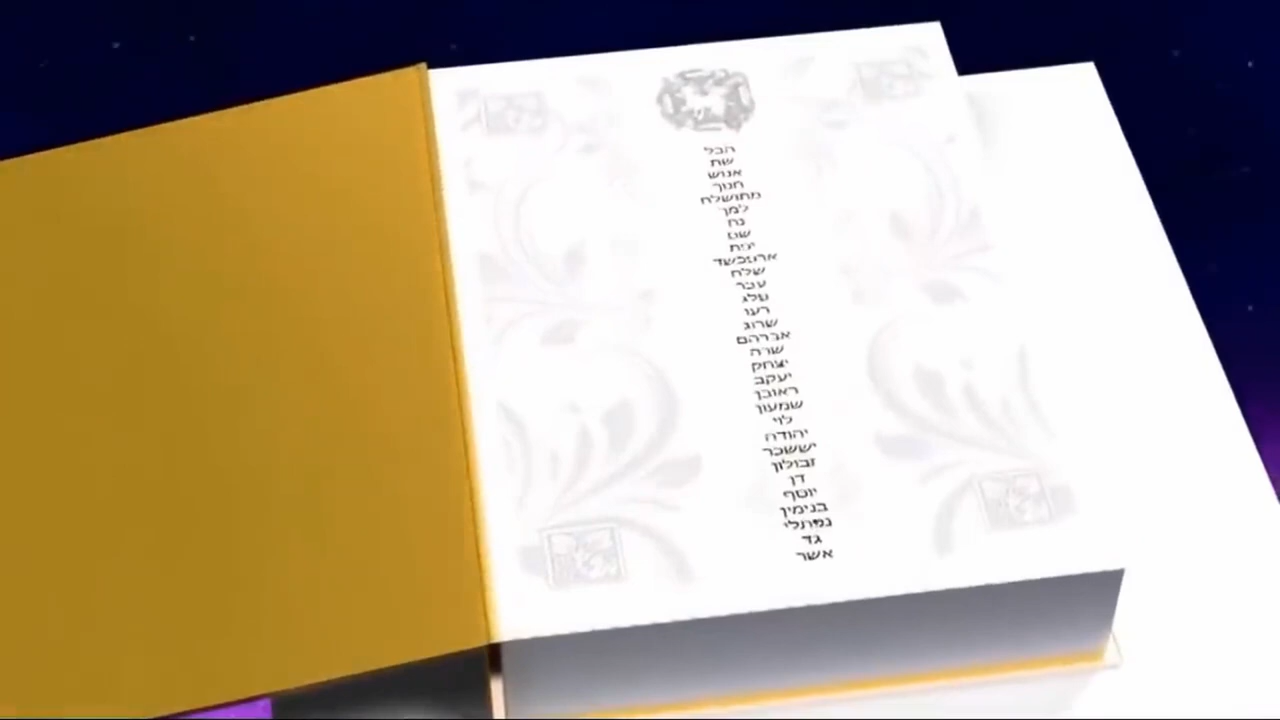 הבל
שת
אנוש
חנוך
מתושלח
למך
נח
שם
יפת
ארפכשד
שלח
עבר
פלג
רעו
שרוג
אברהם
שרה
יצחק
יעקב
ראובן
שמעון
לוי
יהודה
יששכר
זבולון
דן
יוסף
בנימין
נפתלי
גד
אשר